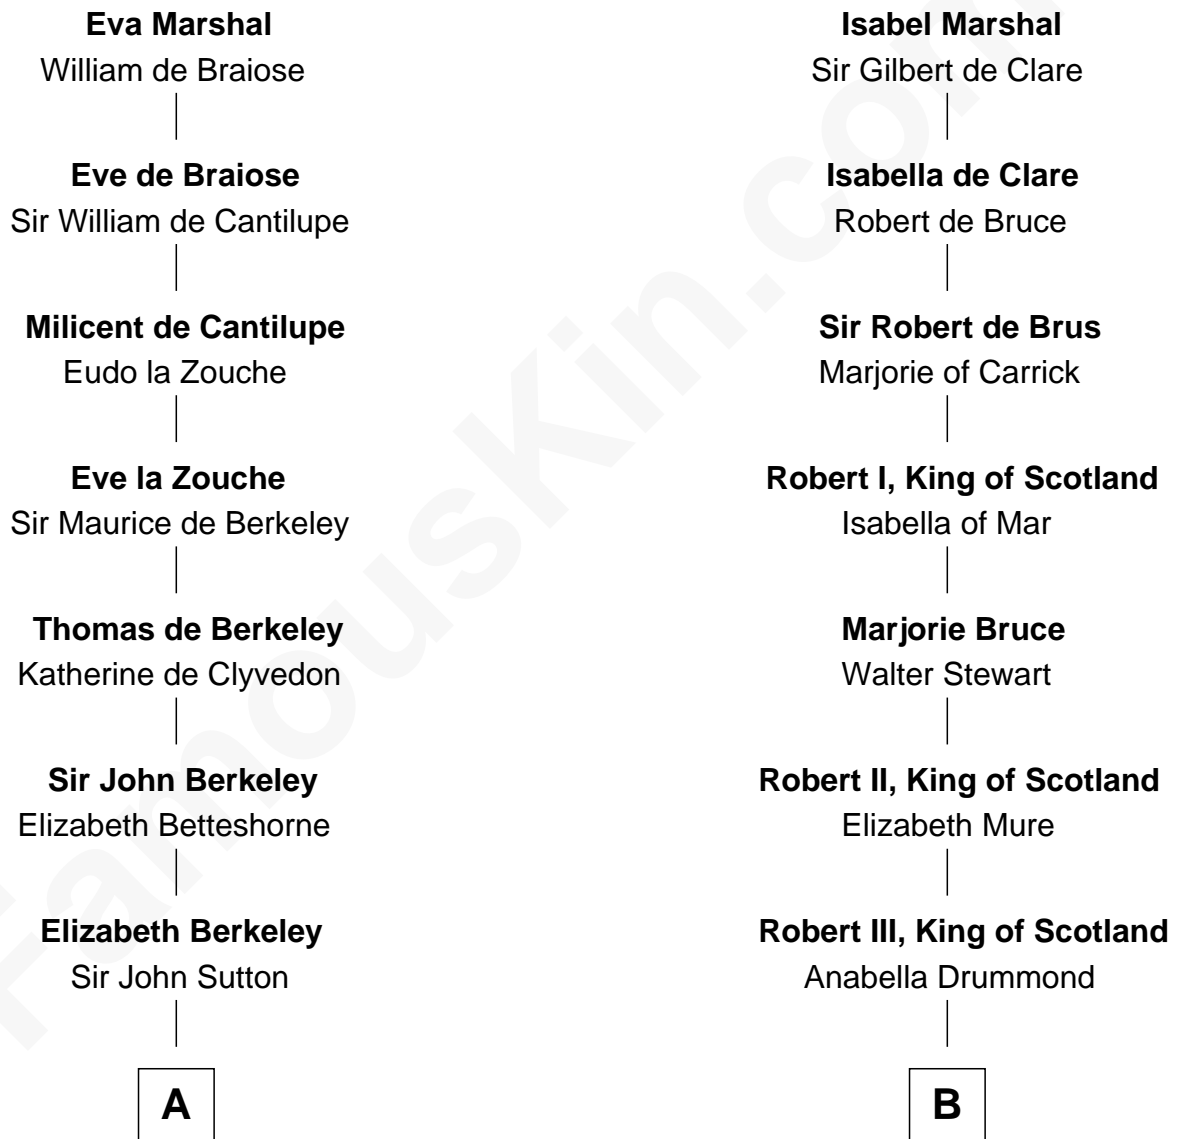 Eva Marshal
William de Braiose
Isabel Marshal
Sir Gilbert de Clare
Eve de Braiose
Sir William de Cantilupe
Isabella de Clare
Robert de Bruce
Milicent de Cantilupe
Eudo la Zouche
Sir Robert de Brus
Marjorie of Carrick
Eve la Zouche
Sir Maurice de Berkeley
Robert I, King of Scotland
Isabella of Mar
Thomas de Berkeley
Katherine de Clyvedon
Marjorie Bruce
Walter Stewart
Sir John Berkeley
Elizabeth Betteshorne
Robert II, King of Scotland
Elizabeth Mure
Elizabeth Berkeley
Sir John Sutton
Robert III, King of Scotland
Anabella Drummond
A
B
FamousKin.com